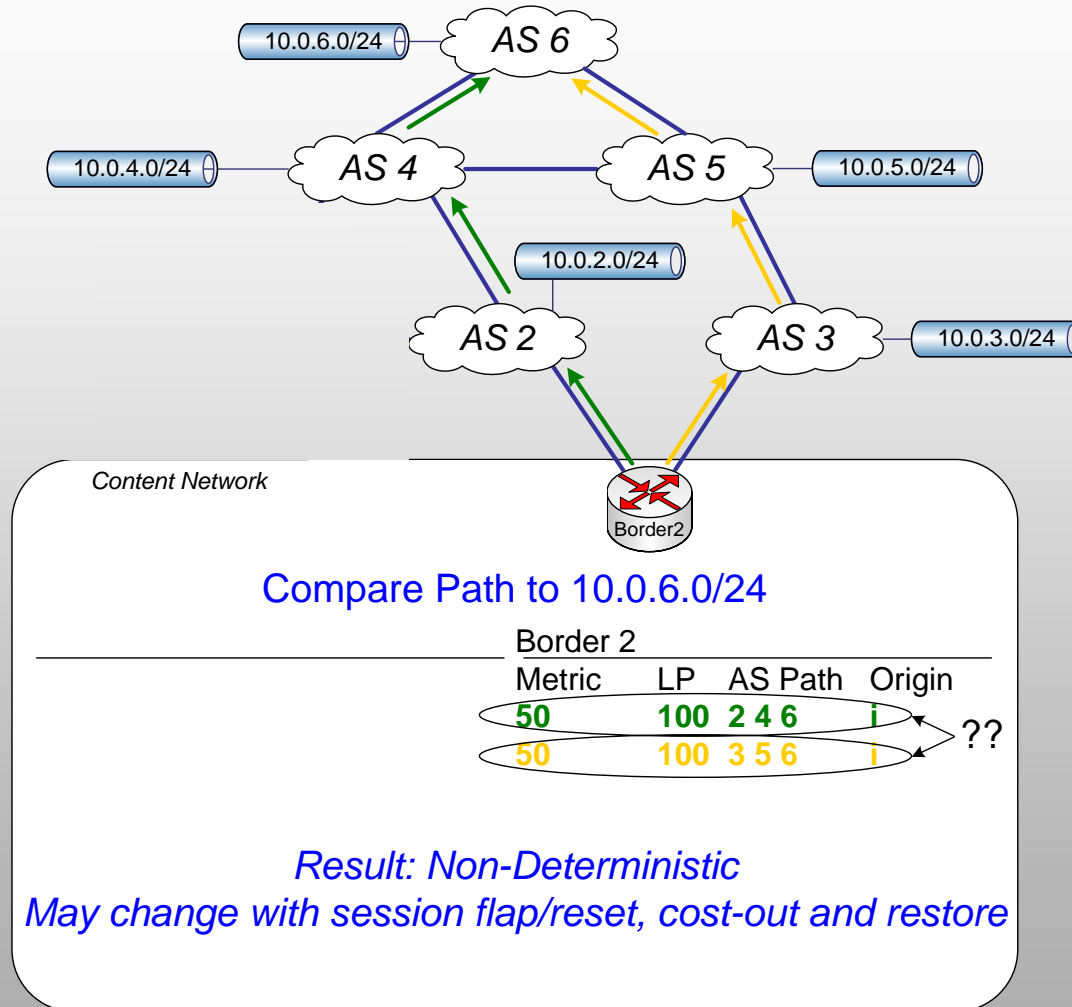 10.0.6.0/24
AS 6
10.0.4.0/24
AS 4
AS 5
10.0.5.0/24
10.0.2.0/24
AS 2
AS 3
10.0.3.0/24
Content Network
Border2
Compare Path to 10.0.6.0/24
Border 2
Metric LP AS Path Origin
50 100 2 4 6 i
??
50 100 3 5 6 i
Result: Non-Deterministic
May change with session flap/reset, cost-out and restore